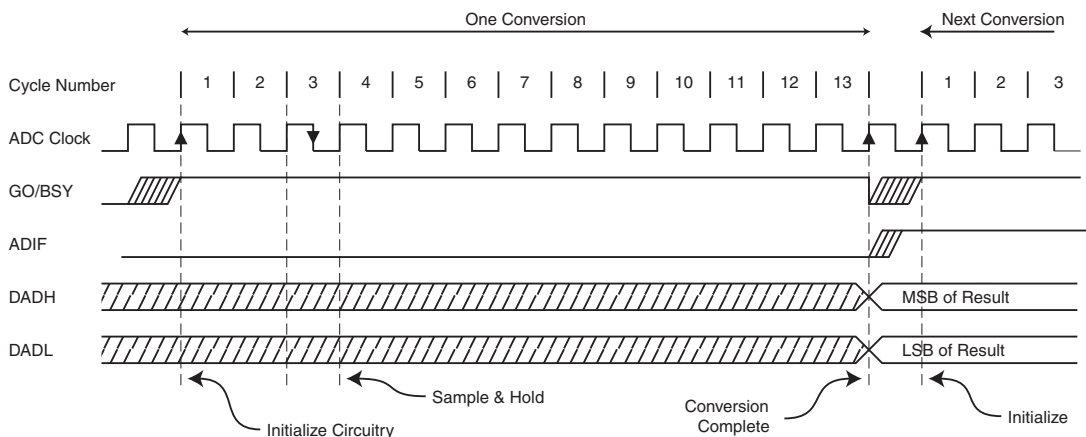 One Conversion
Next Conversion
Cycle Number 1 2 3 4 5 6 7 8 9 10 11 12 13 1 2 3
ADC Clock
GO/BSY
ADIF
DADH MSB of Result
DADL LSB of Result
Initialize Circuitry
Sample & Hold
Conversion
Complete
Initialize